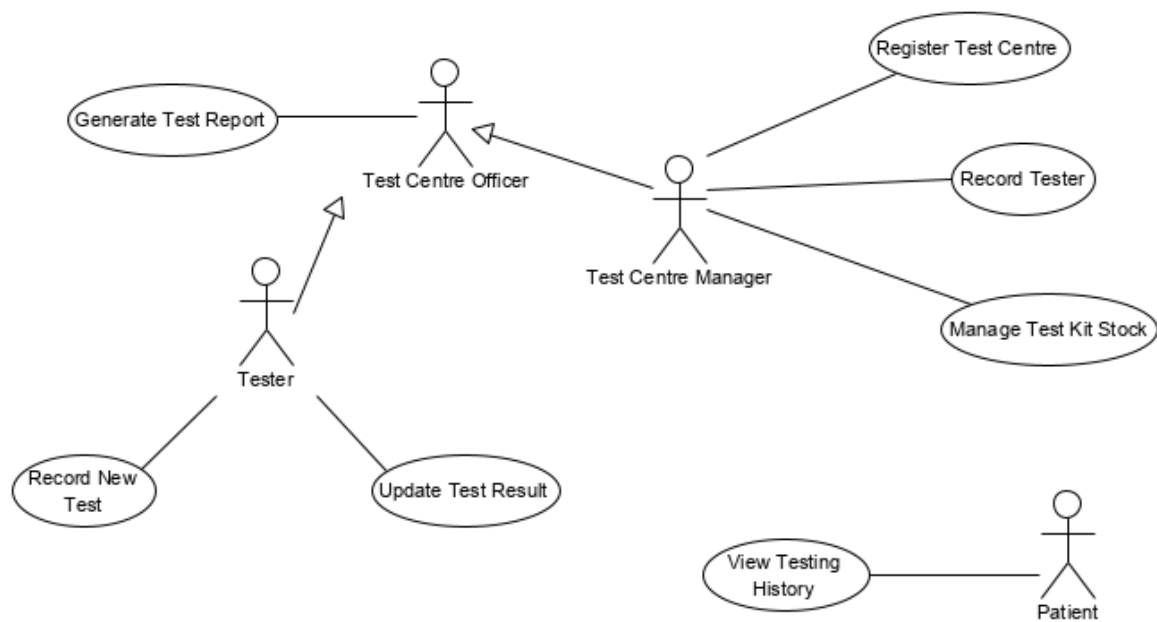 Register Test Centre
Generate Test Report
Test Centre Officer
Record Tester
Test Centre Manager
Manage Test Kit Stock
Tester
Record New
Test
Update Test Result
View Testing
History
Patient